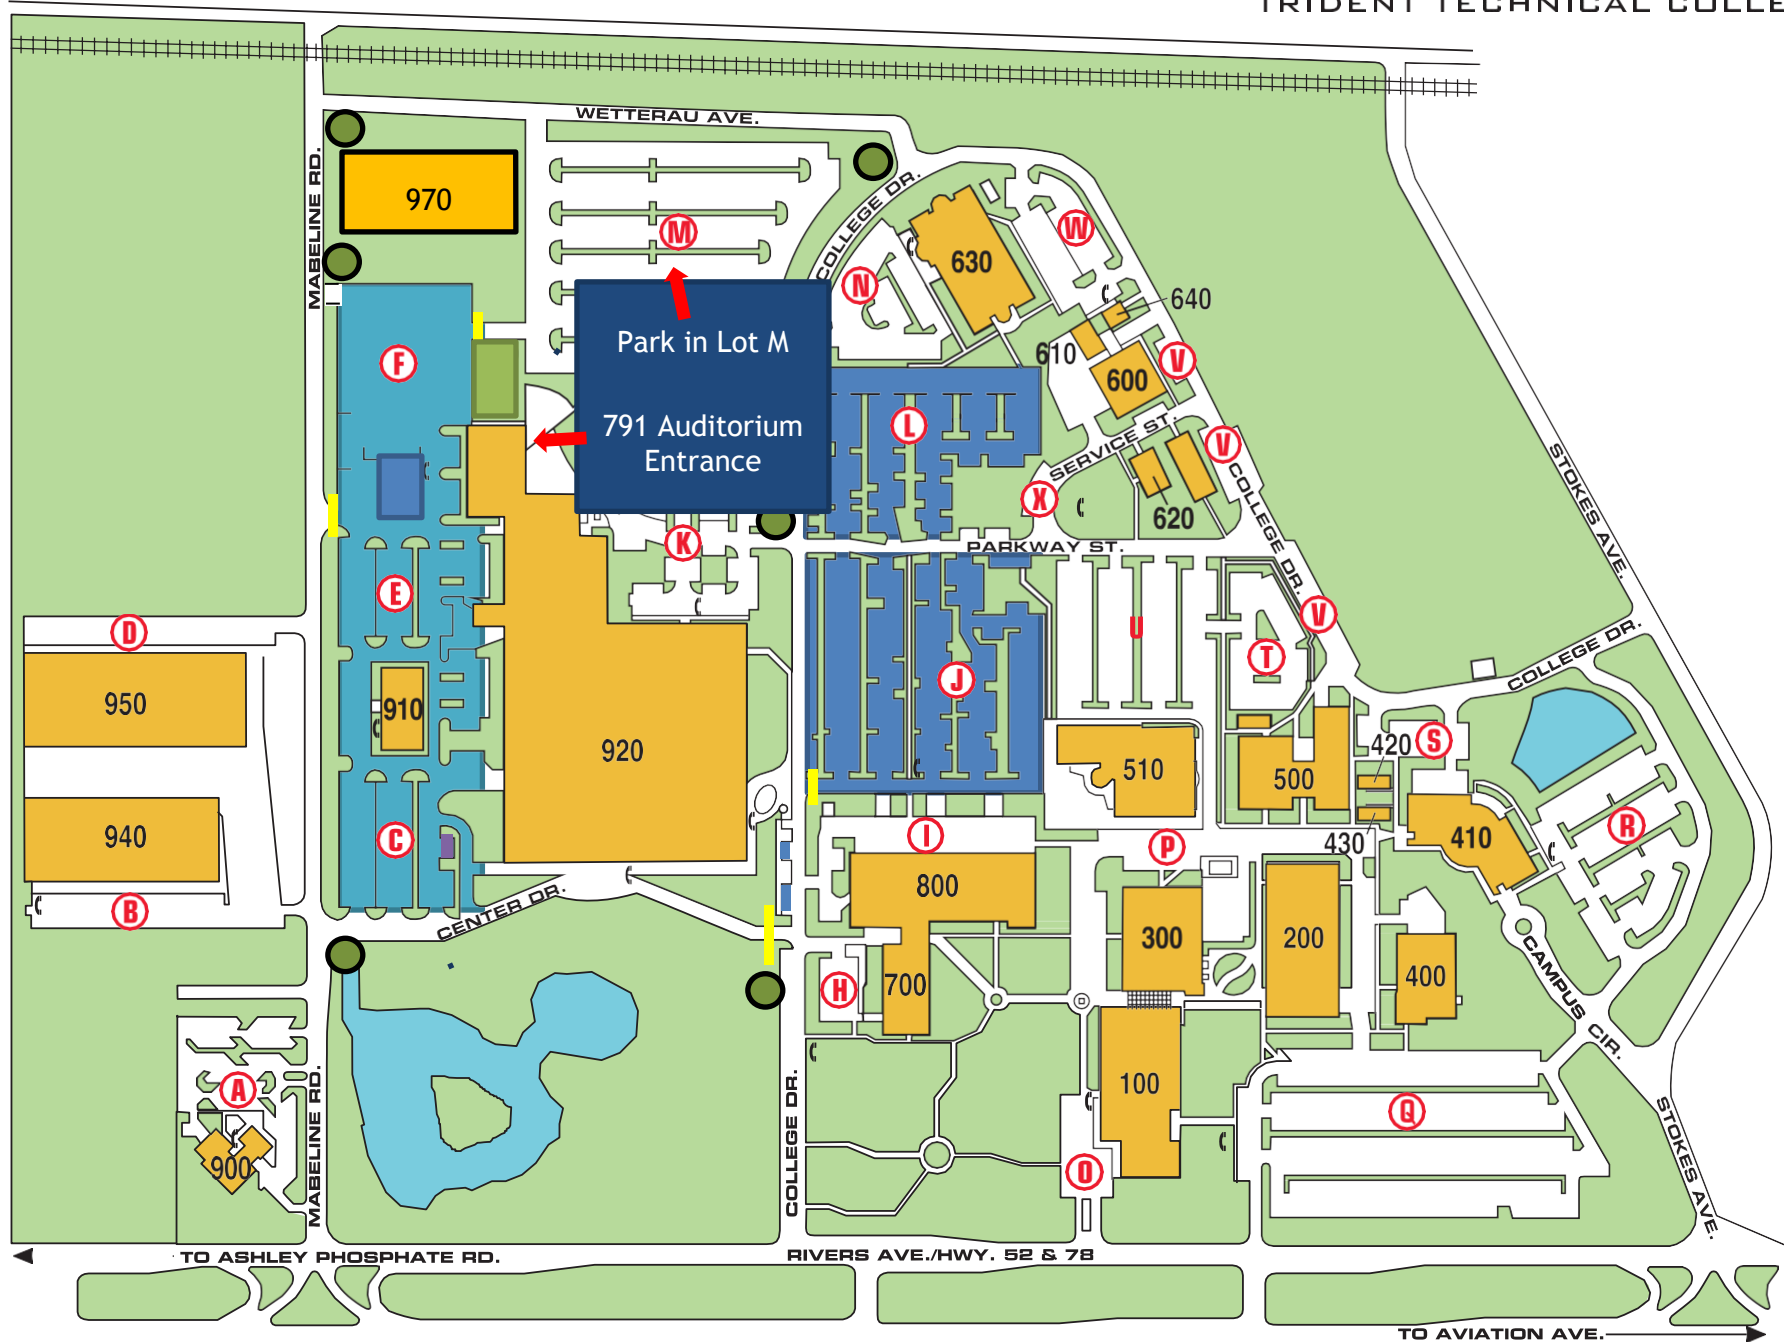 TRIDENT TECHNICAL COLLE
WETTERAU AVE.
MABELINE RD.
970
COLLEGE DR.
M
W
N
630
640
Park in Lot M
610
F
V
600
791 Auditorium
Entrance
L
SERVICE ST.
V
STOKES AVE.
X
620
COLLEGE DR.
K
PARKWAY ST.
E
D
U
V
T
COLLEGE DR.
950
910
J
920
420
S
510
500
940
C
I
P
430
410
R
800
B
CENTER DR.
300
200
700
400
H
CAMPUS CIR.
A
100
Q
MABELINE RD.
COLLEGE DR.
STOKES AVE.
900
O
TO ASHLEY PHOSPHATE RD.
RIVERS AVE./HWY. 52 & 78
TO AVIATION AVE.